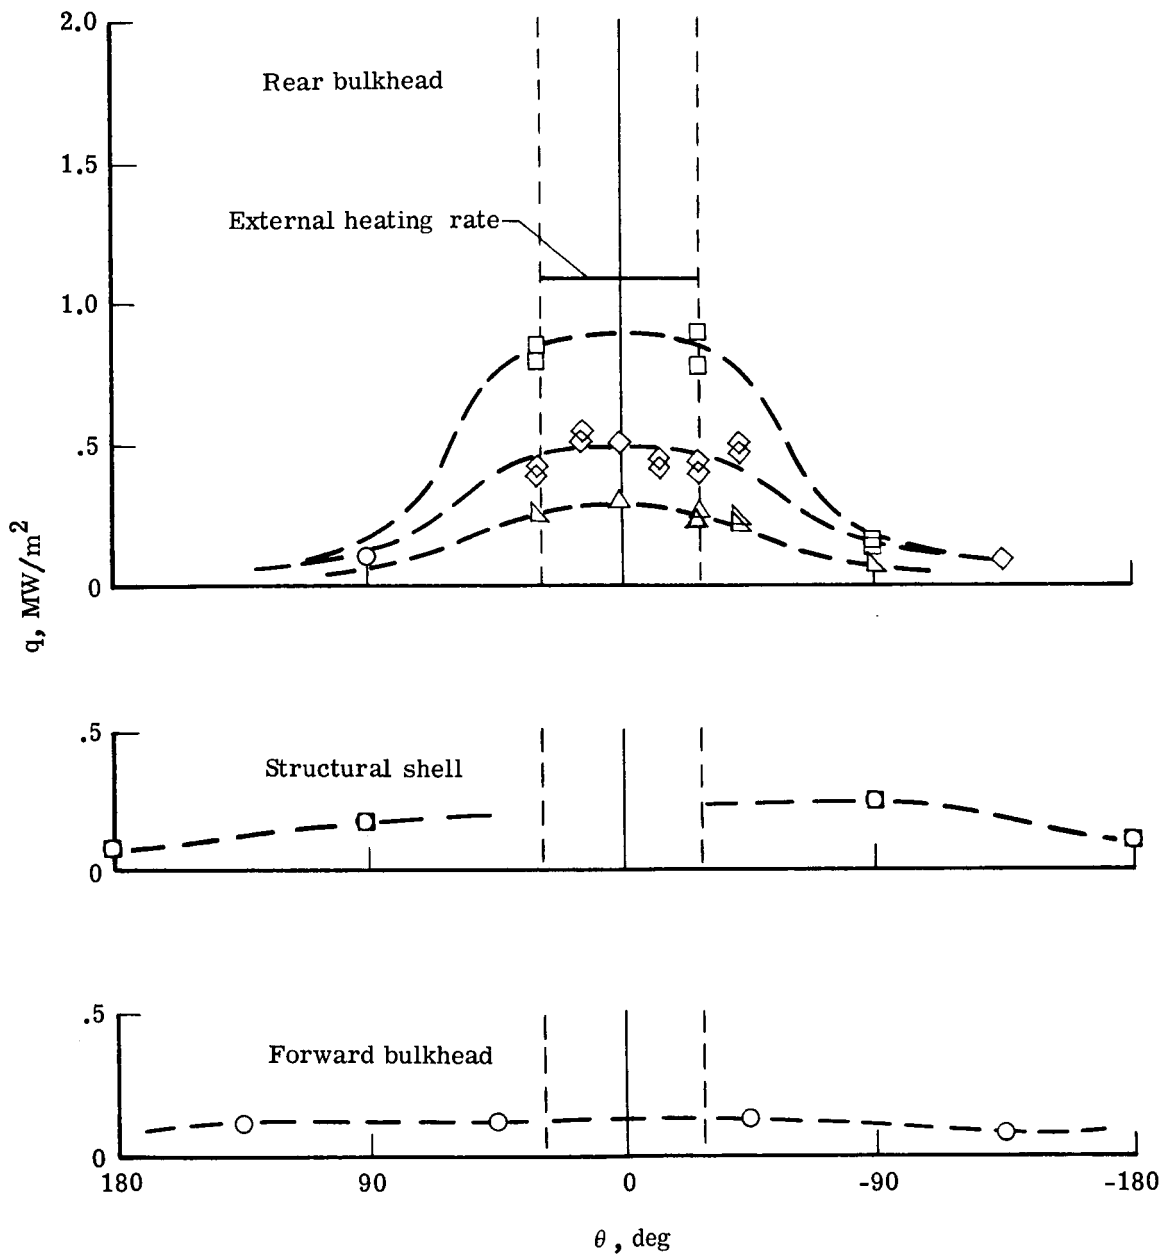 2.0
Rear bulkhead
1.5
External heating rate
1.0
.5
0
q, MW/m²
.5
Structural shell
0
.5
Forward bulkhead
0
180 90 0 -90 -180
θ , deg